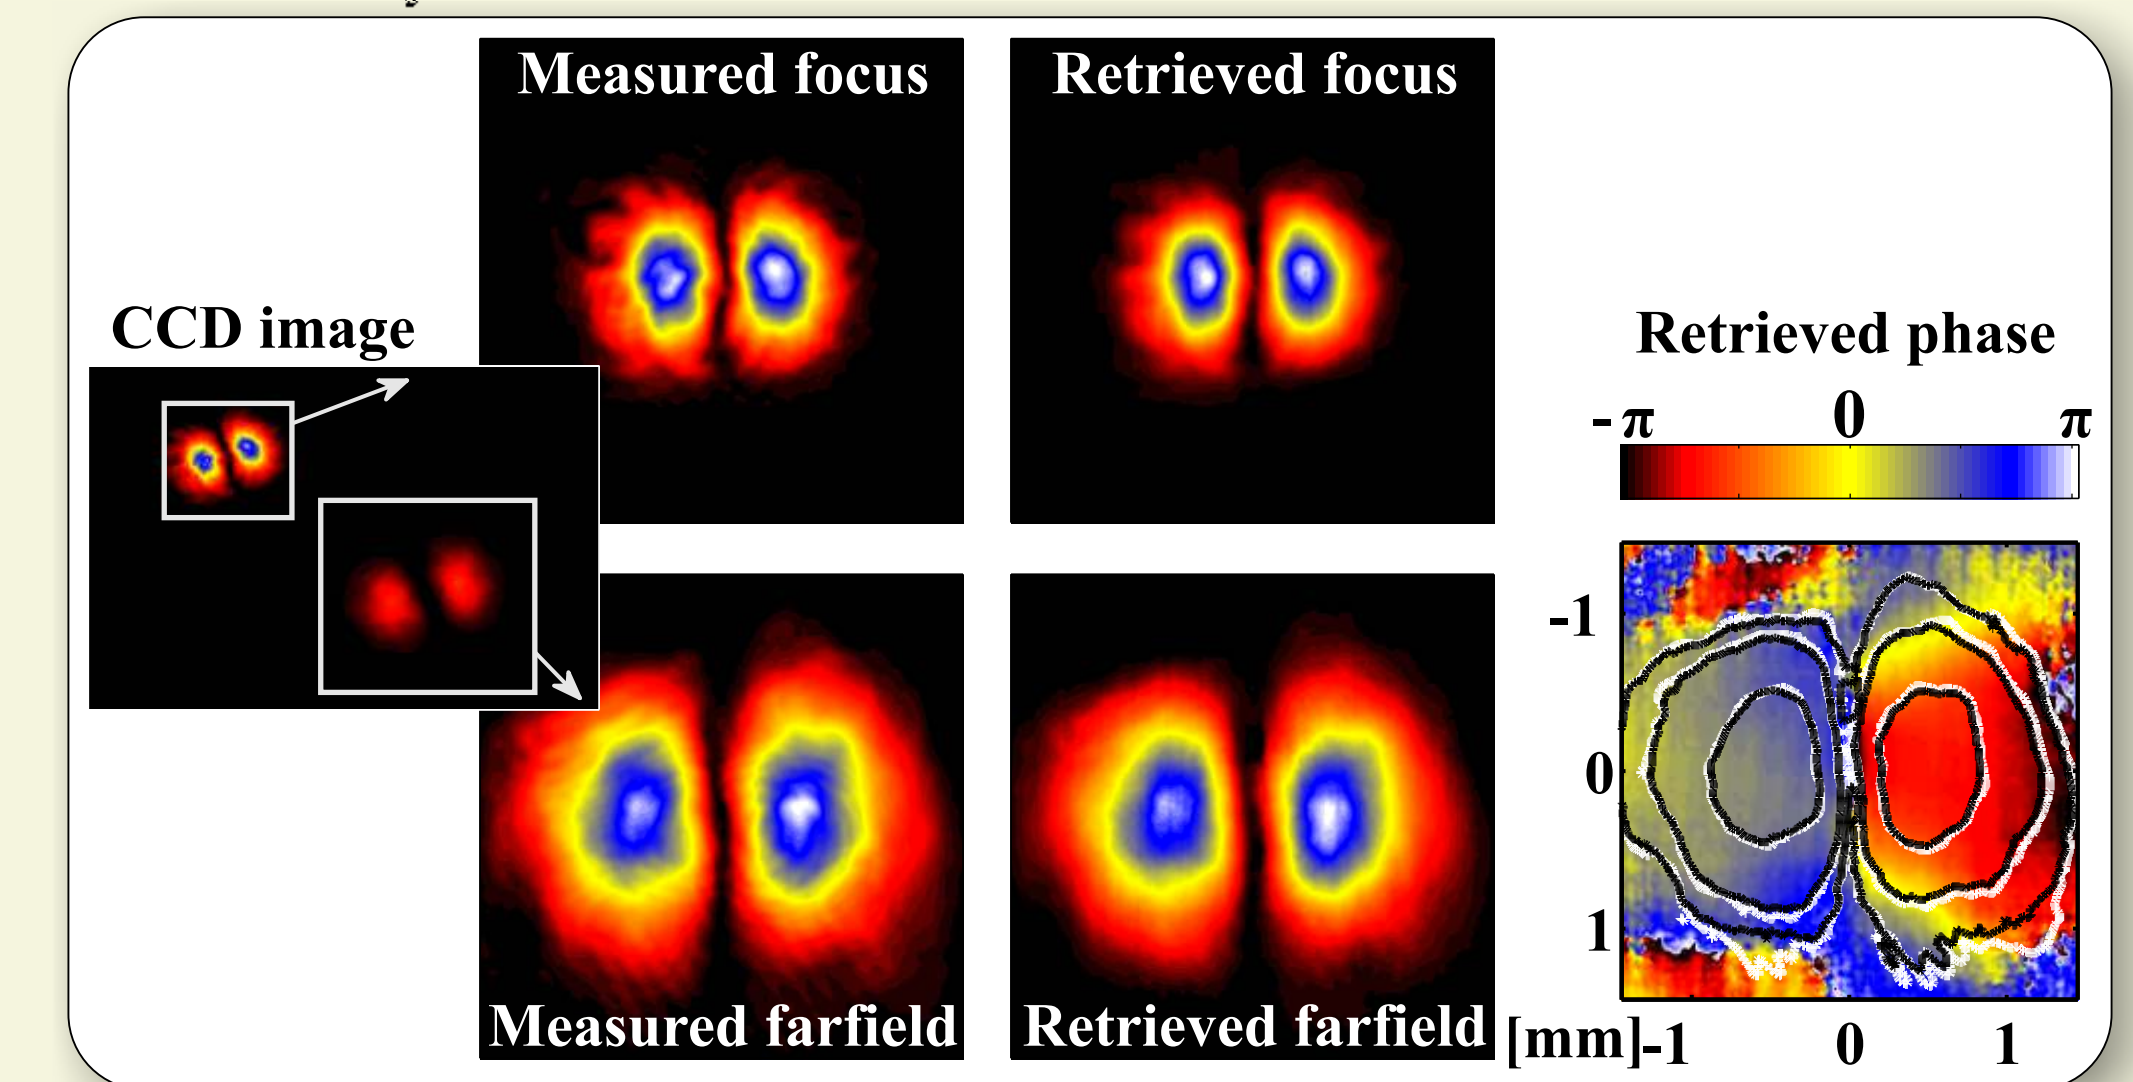 Measured focus
Retrieved focus
CCD image
Retrieved phase
-π 0 π
-1
0
1
Measured farfield
Retrieved farfield
[mm] -1 0 1